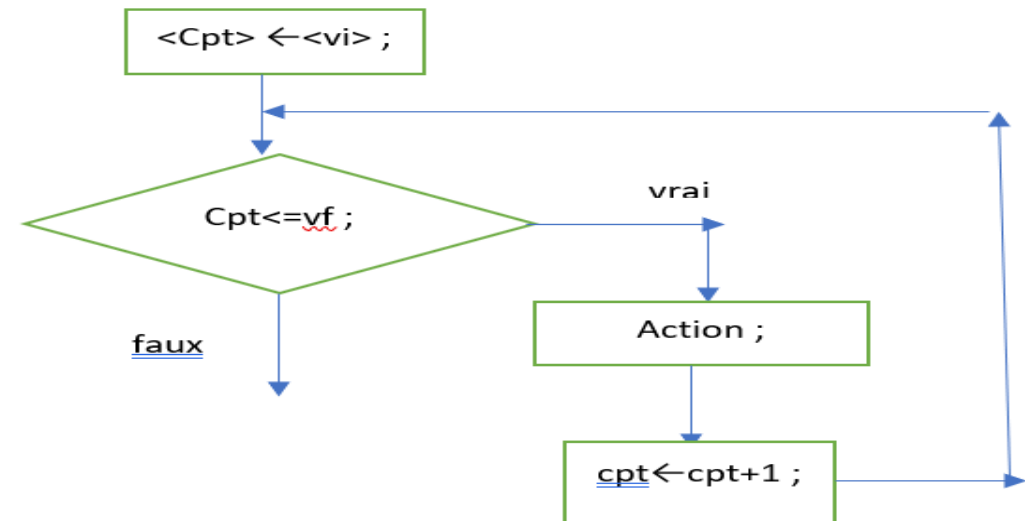 <Cpt> ←<vi> ;
Cpt<=vf ;
vrai
Action ;
faux
cpt←cpt+1 ;